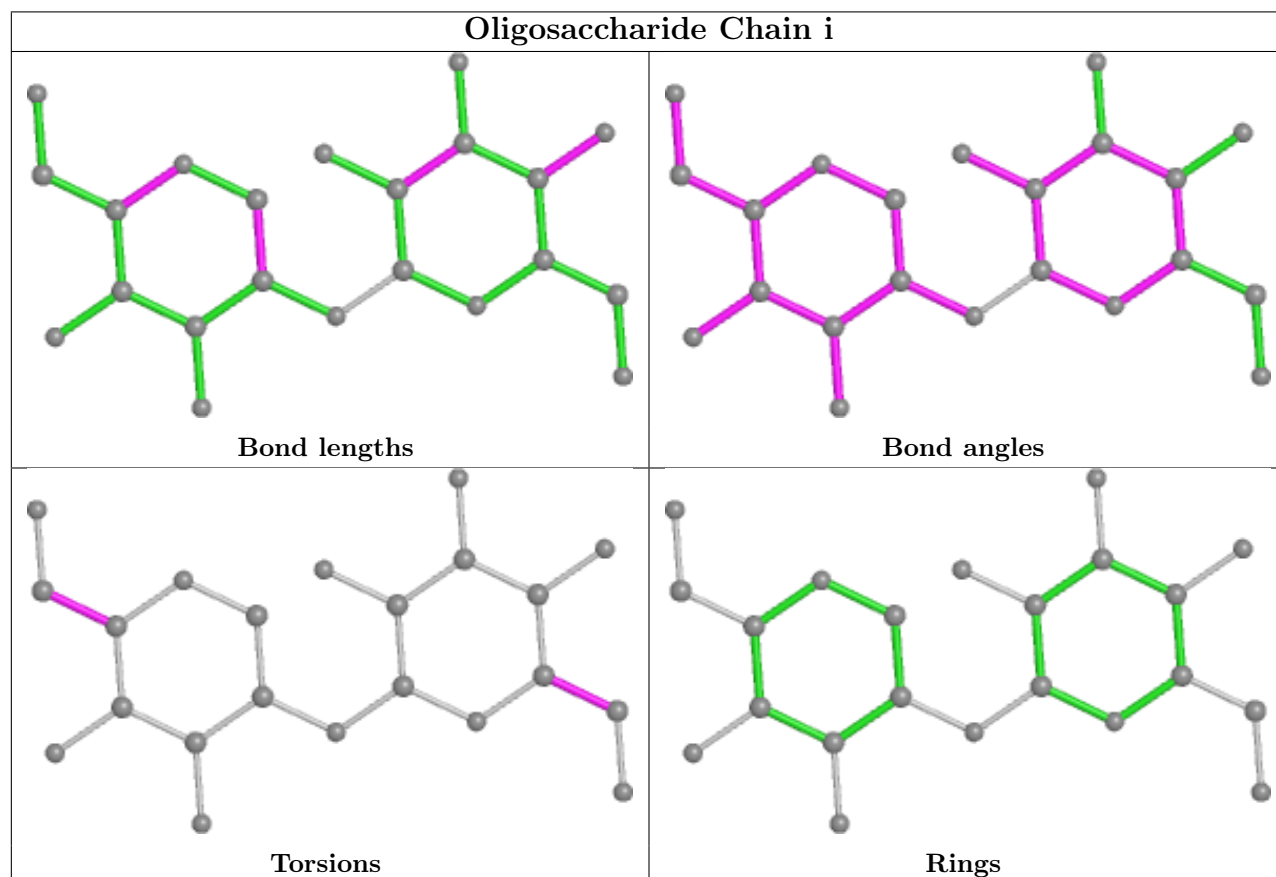 Oligosaccharide Chain i
Bond lengths
Bond angles
Torsions
Rings